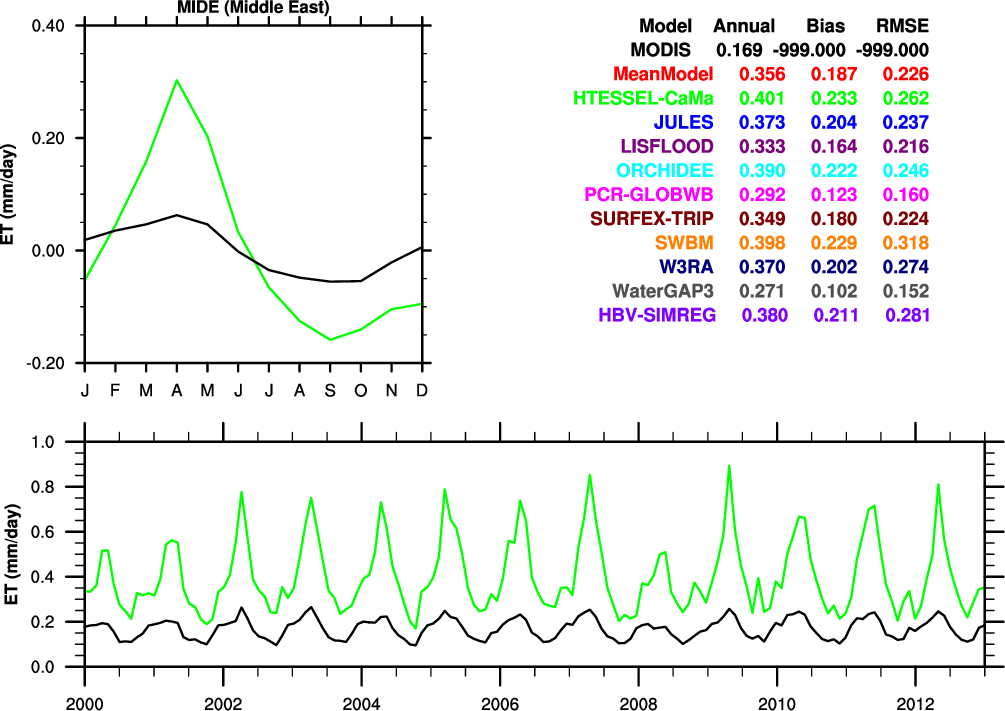 MIDE (Middle East)
0.40
0.20
0.00
-0.20
ET (mm/day)
J F M A M J J A S O N D
Model Annual Bias RMSE
MODIS 0.169 -999.000 -999.000
MeanModel 0.356 0.187 0.226
HTESSEL-CaMa 0.401 0.233 0.262
JULES 0.373 0.204 0.237
LISFLOOD 0.333 0.164 0.216
ORCHIDEE 0.390 0.222 0.246
PCR-GLOBWB 0.292 0.123 0.160
SURFEX-TRIP 0.349 0.180 0.224
SWBM 0.398 0.229 0.318
W3RA 0.370 0.202 0.274
WaterGAP3 0.271 0.102 0.152
HBV-SIMREG 0.380 0.211 0.281
1.0
0.8
0.6
0.4
0.2
0.0
ET (mm/day)
2000 2002 2004 2006 2008 2010 2012